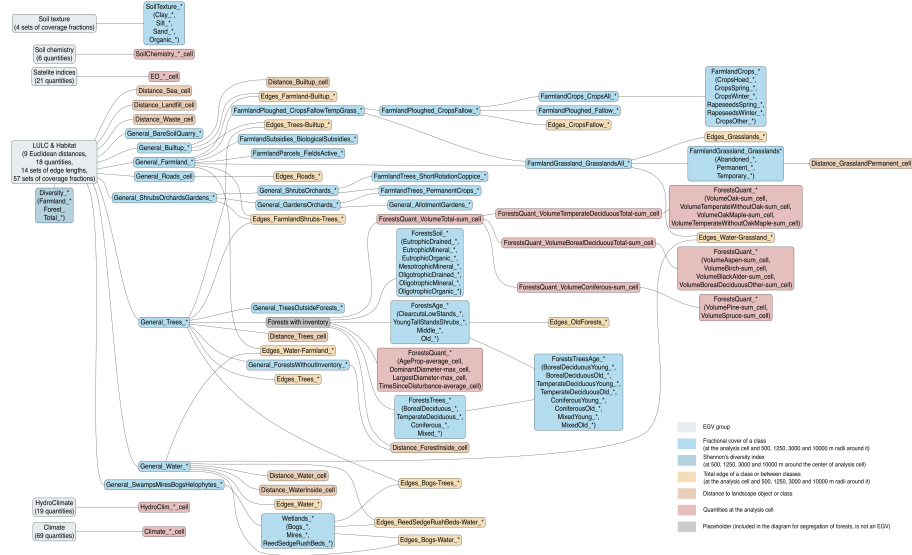 Soil texture
(4 sets of coverage fractions)
SoilTexture_*
(Clay_*,
Silt_*,
Sand_*,
Organic_*)
Soil chemistry
(6 quantities)
SoilChemistry_*_cell
Satelite indices
(21 quantities)
EO_*_cell
LULC & Habitat
(9 Euclidean distances,
18 quantities,
14 sets of edge lengths,
57 sets of coverage fractions)
Diversity_*
(Farmland_*
Forest_
Total_*)
Distance_Sea_cell
Distance_Landfill_cell
Distance_Waste_cell
General_BareSoilQuarry_*
General_Builtup_*
General_Farmland_*
General_Roads_cell
General_ShrubsOrchardsGardens_*
General_Trees_*
General_Water_*
General_SwampsMiresBogsHelophytes_*
HydroClimate
(19 quantities)
HydroClim_*_cell
Climate
(69 quantities)
Climate_*_cell
Distance_Builtup_cell
Edges_Farmland-Builtup_*
FarmlandPloughed_CropsFallowTempGrass_*
Edges_Trees-Builtup_*
FarmlandSubsidies_BiologicalSubsidies_*
FarmlandParcels_FieldsActive_*
Edges_Roads_*
General_ShrubsOrchards_*
General_GardensOrchards_*
Edges_FarmlandShrubs-Trees_*
General_TreesOutsideForests_*
Forests with inventory
Distance_Trees_cell
Edges_Water-Farmland_*
General_ForestsWithoutInventory_*
Edges_Trees_*
Distance_Water_cell
Distance_WaterInside_cell
Edges_Water_*
Wetlands_*
(Bogs_*,
Mires_*,
ReedSedgeRushBeds_*)
FarmlandPloughed_CropsFallow_*
FarmlandTrees_ShortRotationCoppice_*
FarmlandTrees_PermanentCrops_*
General_AllotmentGardens_*
ForestsQuant_VolumeTotal-sum_cell
ForestsSoil_*
(EutrophicDrained_*,
EutrophicMineral_*,
EutrophicOrganic_*,
MesotrophicMineral_*,
OligotrophicDrained_*,
OligotrophicMineral_*,
OligotrophicOrganic_*)
ForestsAge_*
(ClearcutsLowStands_*,
YoungTallStandsShrubs_*,
Middle_*,
Old_*)
ForestsQuant_*
(AgeProp-average_cell,
DominantDiameter-max_cell,
LargestDiameter-max_cell,
TimeSinceDisturbance-average_cell)
ForestsTrees_*
(BorealDeciduous_*,
TemperateDeciduous_*,
Coniferous_*,
Mixed_*)
Distance_ForestInside_cell
Edges_Bogs-Trees_*
Edges_ReedSedgeRushBeds-Water_*
Edges_Bogs-Water_*
FarmlandCrops_CropsAll_*
FarmlandPloughed_Fallow_*
Edges_CropsFallow_*
FarmlandGrassland_GrasslandsAll_*
ForestsQuant_VolumeTemperateDeciduousTotal-sum_cell
ForestsQuant_VolumeBorealDeciduousTotal-sum_cell
ForestsQuant_VolumeConiferous-sum_cell
Edges_OldForests_*
ForestsTreesAge_*
(BorealDeciduousYoung_*,
BorealDeciduousOld_*,
TemperateDeciduousYoung_*,
TemperateDeciduousOld_*,
ConiferousYoung_*,
ConiferousOld_*,
MixedYoung_*,
MixedOld_*)
FarmlandCrops_*
(CropsHoed_*,
CropsSpring_*,
CropsWinter_*,
RapeseedsSpring_*,
RapeseedsWinter_*,
CropsOther_*)
Edges_Grasslands_*
FarmlandGrassland_Grasslands*
(Abandoned_*,
Permanent_*,
Temporary_*)
Distance_GrasslandPermanent_cell
ForestsQuant_*
(VolumeOak-sum_cell,
VolumeTemperateWithoutOak-sum_cell,
VolumeOakMaple-sum_cell,
VolumeTemperateWithoutOakMaple-sum_cell)
Edges_Water-Grassland_*
ForestsQuant_*
(VolumeAspen-sum_cell,
VolumeBirch-sum_cell,
VolumeBlackAlder-sum_cell,
VolumeBorealDeciduousOther-sum_cell)
ForestsQuant_*
(VolumePine-sum_cell,
VolumeSpruce-sum_cell)
EGV group
Fractional cover of a class
(at the analysis cell and 500, 1250, 3000 and 10000 m radii around it)
Shannon's diversity index
(at 500, 1250, 3000 and 10000 m around the center of analysis cell)
Total edge of a class or between classes
(at the analysis cell and 500, 1250, 3000 and 10000 m radii around it)
Distance to landscape object or class
Quantities at the analysis cell
Placeholder (included in the diagram for segregation of forests, is not an EGV)